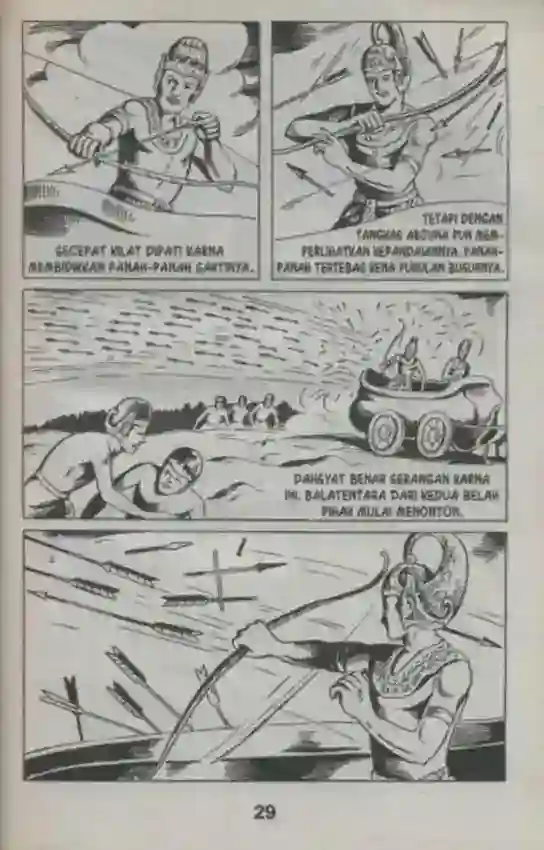 SECEPAT KILAT DIPATI KARNA
MEMBIDIKKAN PANAH-PANAH SAKTINYA.
TETAPI DENGAN
TANGKAS ARJUNA PUN MEM-
PERLIHATKAN KEPANDAIANNYA. PANAH-
PANAH TERTEBAS KENA PUKULAN BUSURNYA.
DAHSYAT BENAR SERANGAN KARNA
INI. BALATENTARA DARI KEDUA BELAH
PIHAK MULAI MENONTON.
29